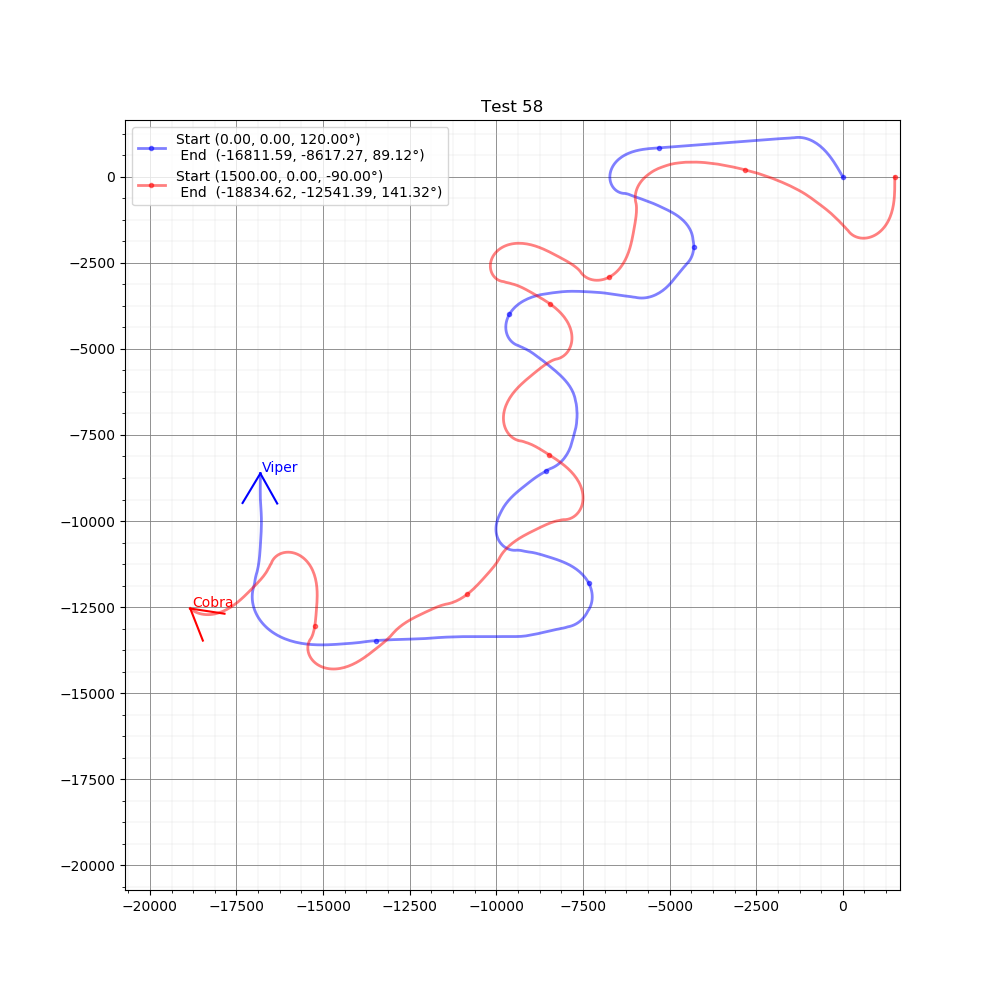 Test 58
Start (0.00, 0.00, 120.00°)
End  (-16811.59, -8617.27, 89.12°)
Start (1500.00, 0.00, -90.00°)
End  (-18834.62, -12541.39, 141.32°)
0
−2500
−5000
−7500
−10000
−12500
−15000
−17500
−20000
Viper
Cobra
−20000 −17500 −15000 −12500 −10000 −7500 −5000 −2500 0